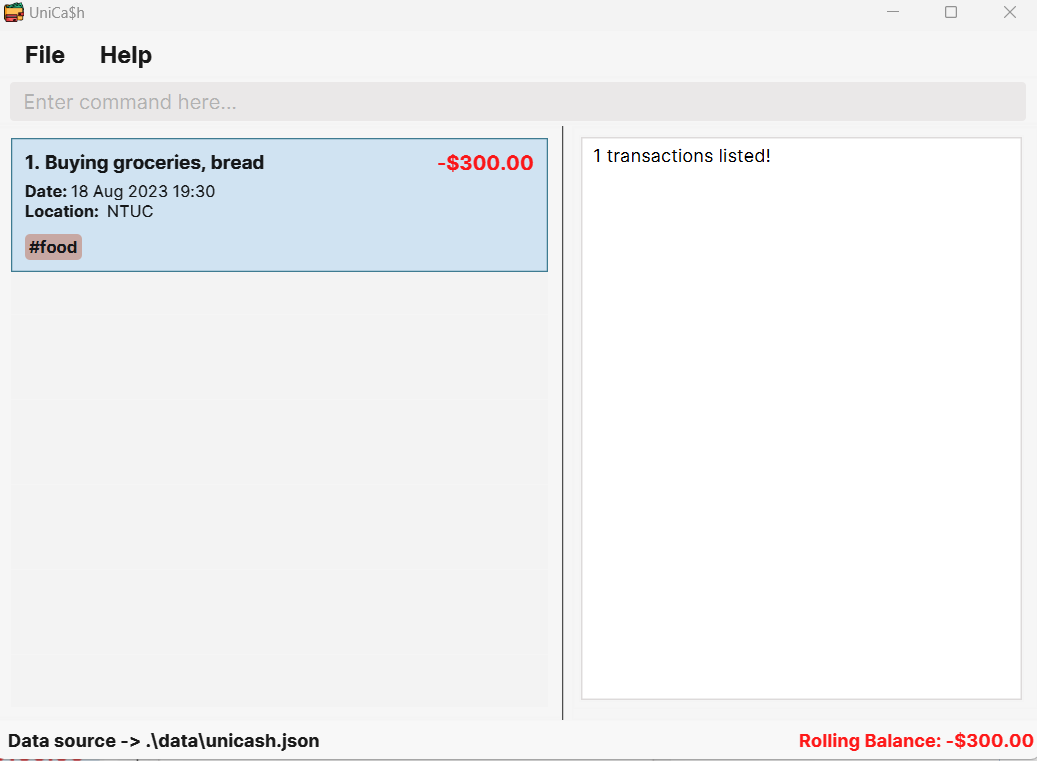 UniCa$h
File Help
Enter command here...
1. Buying groceries, bread -$300.00
Date: 18 Aug 2023 19:30
Location: NTUC
#food
1 transactions listed!
Data source -> .\data\unicash.json
Rolling Balance: -$300.00